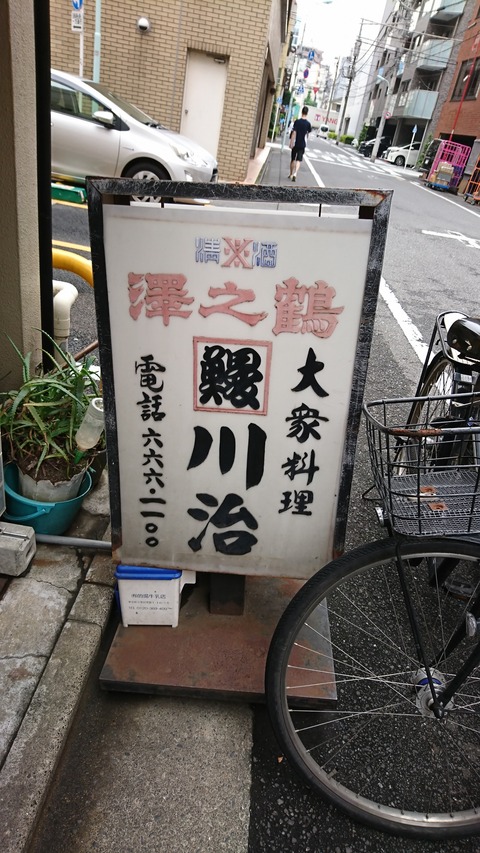 清※酒
澤之鶴
大衆料理
鰻
川治
電話 六六六・一一〇〇